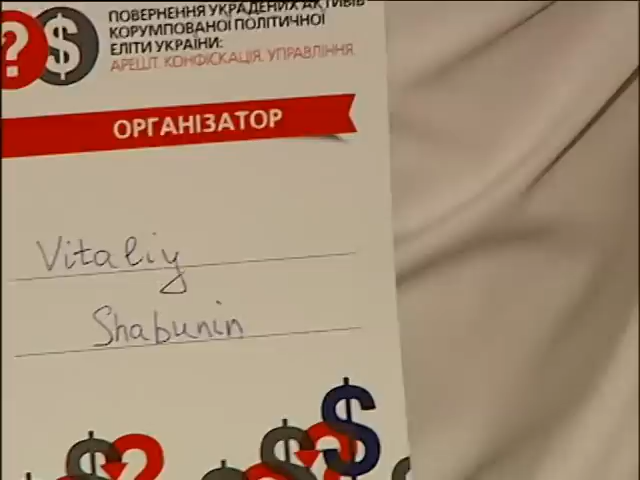 ПОВЕРНЕННЯ УКРАДЕНИХ АКТИВІВ
КОРУМПОВАНОЇ ПОЛІТИЧНОЇ
ЕЛІТИ УКРАЇНИ:
АРЕШТ. КОНФІСКАЦІЯ. УПРАВЛІННЯ
? $
ОРГАНІЗАТОР
Vitaliy
Shabunin